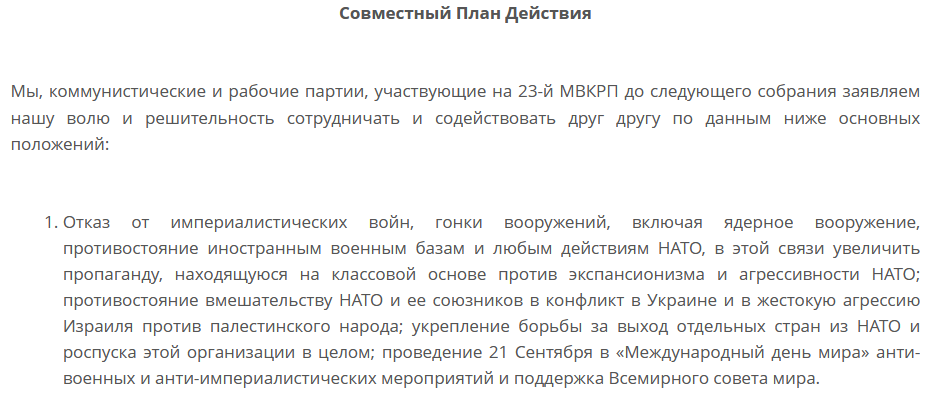 Совместный План Действия
Мы, коммунистические и рабочие партии, участвующие на 23-й МВКРП до следующего собрания заявляем
нашу волю и решительность сотрудничать и содействовать друг другу по данным ниже основных
положений:
1. Отказ от империалистических войн, гонки вооружений, включая ядерное вооружение,
противостояние иностранным военным базам и любым действиям НАТО, в этой связи увеличить
пропаганду, находящуюся на классовой основе против экспансионизма и агрессивности НАТО;
противостояние вмешательству НАТО и ее союзников в конфликт в Украине и в жестокую агрессию
Израиля против палестинского народа; укрепление борьбы за выход отдельных стран из НАТО и
роспуска этой организации в целом; проведение 21 Сентября в «Международный день мира» анти-
военных и анти-империалистических мероприятий и поддержка Всемирного совета мира.